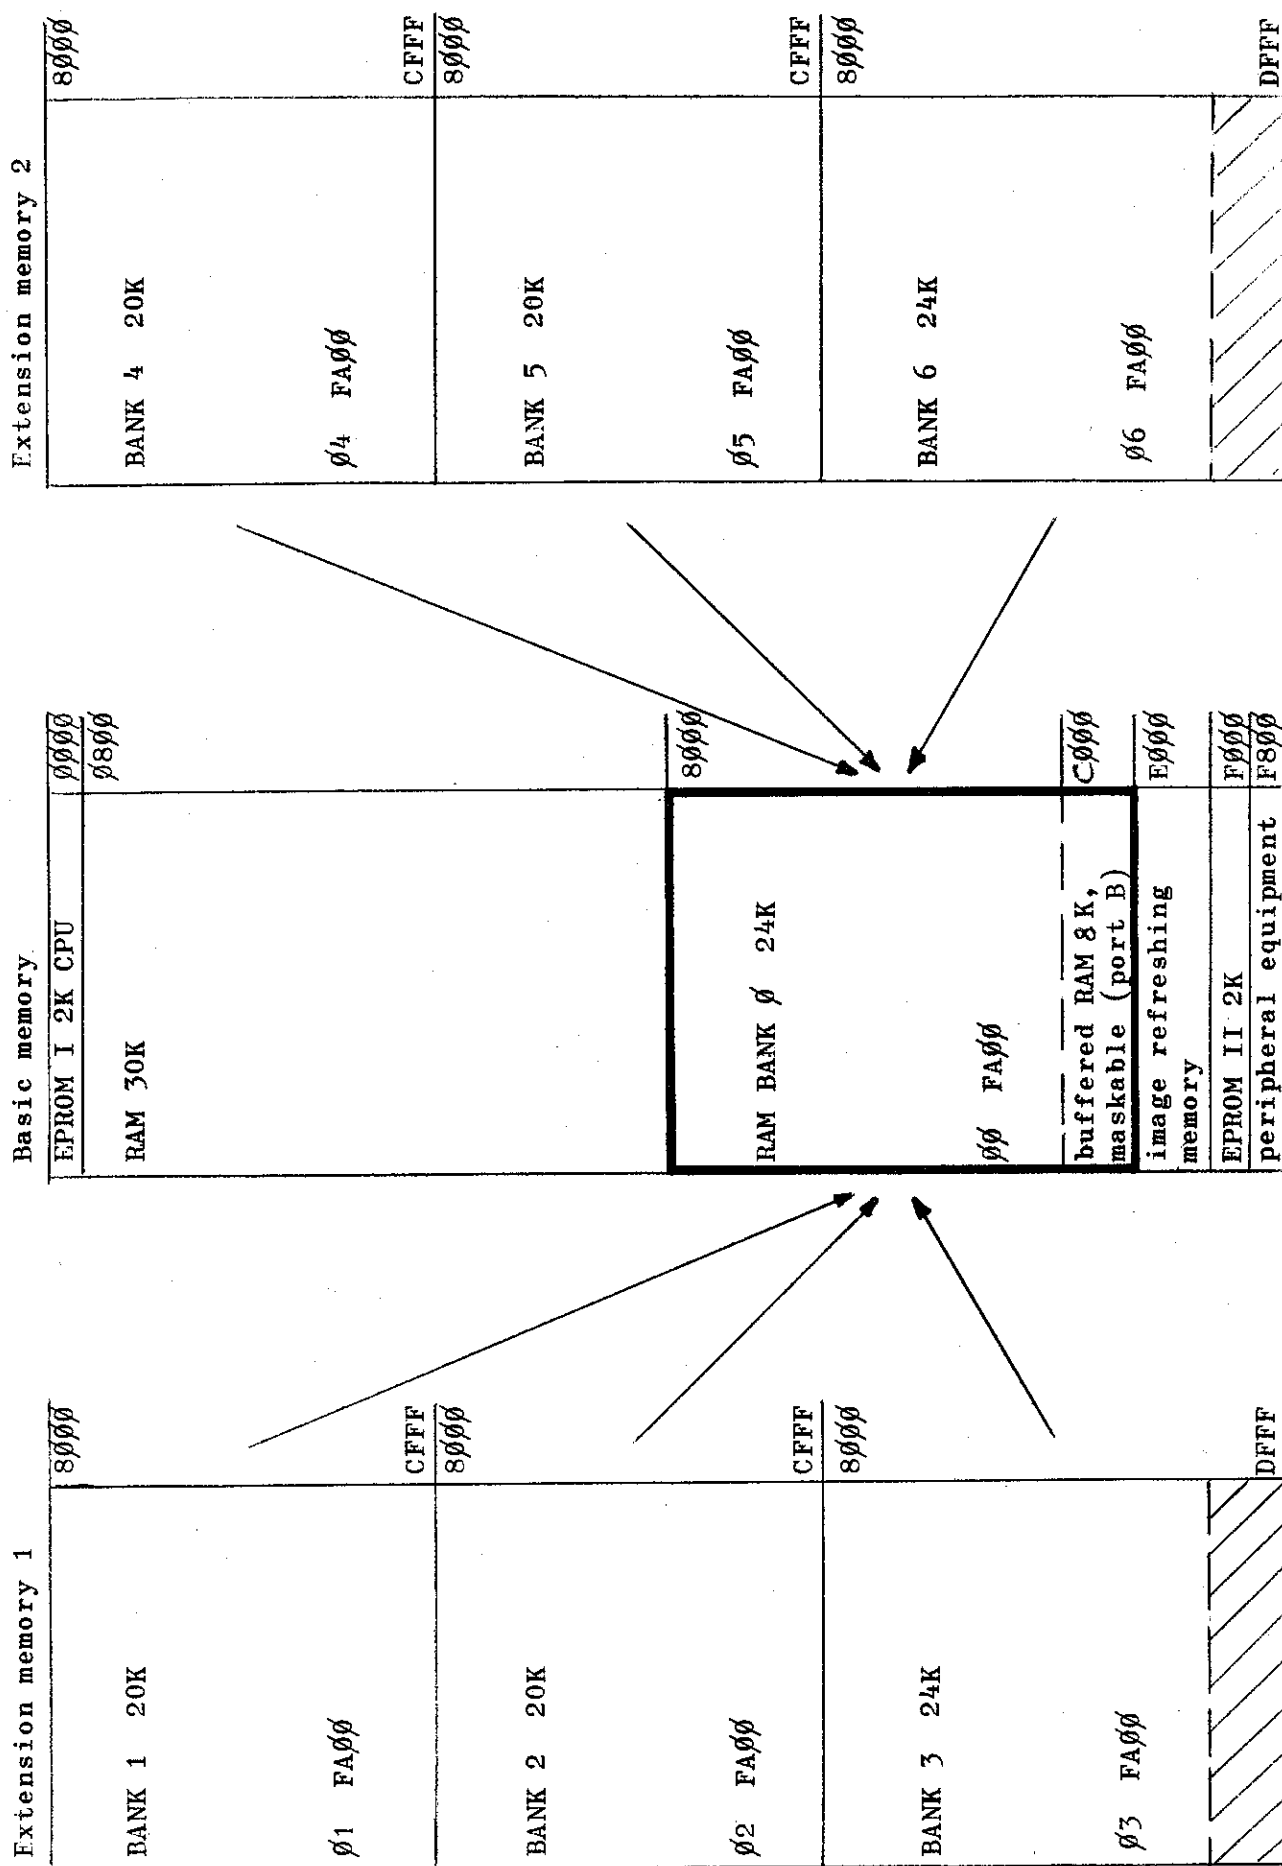 Extension memory 1
8ØØØ
BANK 1 20K
Ø1 FAØØ
CFFF
8ØØØ
BANK 2 20K
Ø2 FAØØ
CFFF
8ØØØ
BANK 3 24K
Ø3 FAØØ
DFFF
Basic memory
EPROM I 2K CPU
ØØØØ
Ø8ØØ
RAM 30K
8ØØØ
RAM BANK Ø 24K
ØØ FAØØ
CØØØ
buffered RAM 8K,
maskable (port B)
EØØØ
image refreshing
memory
FØØØ
EPROM II 2K
F8ØØ
peripheral equipment
Extension memory 2
8ØØØ
BANK 4 20K
Ø4 FAØØ
CFFF
8ØØØ
BANK 5 20K
Ø5 FAØØ
CFFF
8ØØØ
BANK 6 24K
Ø6 FAØØ
DFFF